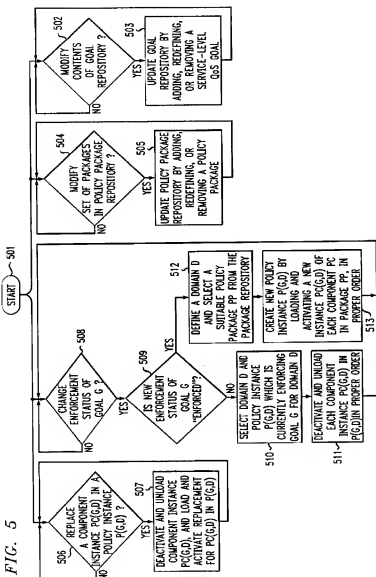 FIG. 5
START
501
506
REPLACE
A COMPONENT
INSTANCE PC(G,D) IN A
POLICY INSTANCE
P(G,D) ?
NO
YES
507
DEACTIVATE AND UNLOAD
COMPONENT INSTANCE
PC(G,D), AND LOAD AND
ACTIVATE REPLACEMENT
FOR PC(G,D) IN P(G,D)
508
CHANGE
ENFORCEMENT
STATUS OF
GOAL G ?
NO
YES
509
IS NEW
ENFORCEMENT
STATUS OF GOAL G
"ENFORCED"?
YES
NO
510
SELECT DOMAIN D AND
POLICY INSTANCE
P(G,D) WHICH IS
CURRENTLY ENFORCING
GOAL G FOR DOMAIN D
511
DEACTIVATE AND UNLOAD
EACH COMPONENT
INSTANCE PC(G,D) IN
P(G,D)IN PROPER ORDER
512
DEFINE A DOMAIN D
AND SELECT A
SUITABLE POLICY
PACKAGE PP FROM THE
PACKAGE REPOSITORY
CREATE NEW POLICY
INSTANCE P(G,D) BY
LOADING AND
ACTIVATING A NEW
INSTANCE PC(G,D) OF
EACH COMPONENT PC
IN PACKAGE PP, IN
PROPER ORDER
513
504
MODIFY
SET OF PACKAGES
IN POLICY PACKAGE
REPOSITORY ?
NO
YES
505
UPDATE POLICY PACKAGE
REPOSITORY BY ADDING,
REDEFINING, OR
REMOVING A POLICY
PACKAGE
502
MODIFY
CONTENTS
OF GOAL
REPOSITORY ?
NO
YES
503
UPDATE GOAL
REPOSITORY BY
ADDING, REDEFINING,
OR REMOVING A
SERVICE-LEVEL
QoS GOAL